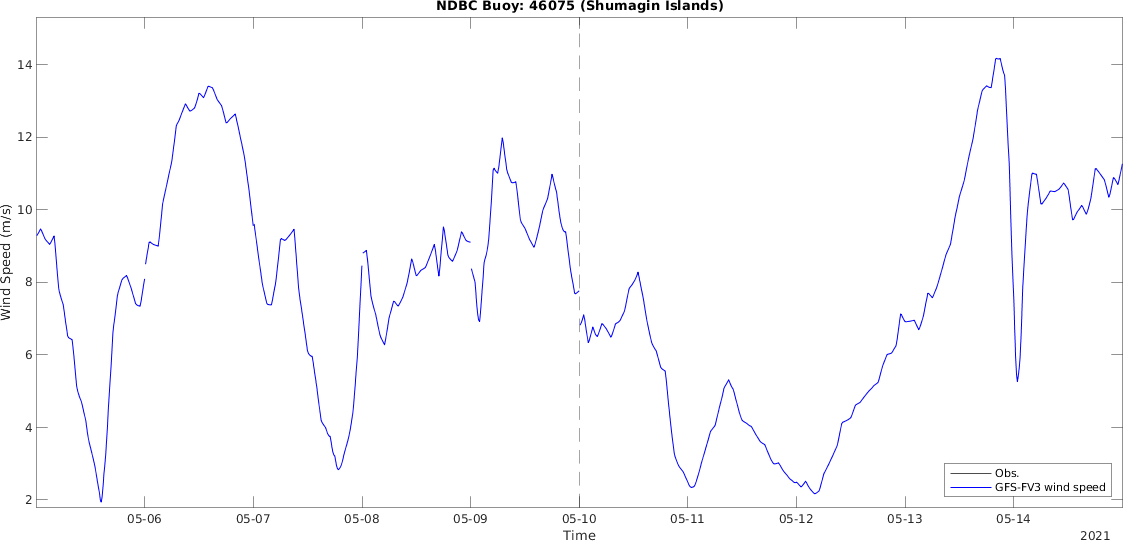 NDBC Buoy: 46075 (Shumagin Islands)
14
12
10
8
6
4
2
Wind Speed (m/s)
Obs.
GFS-FV3 wind speed
05-06 05-07 05-08 05-09 05-10 05-11 05-12 05-13 05-14
Time
2021